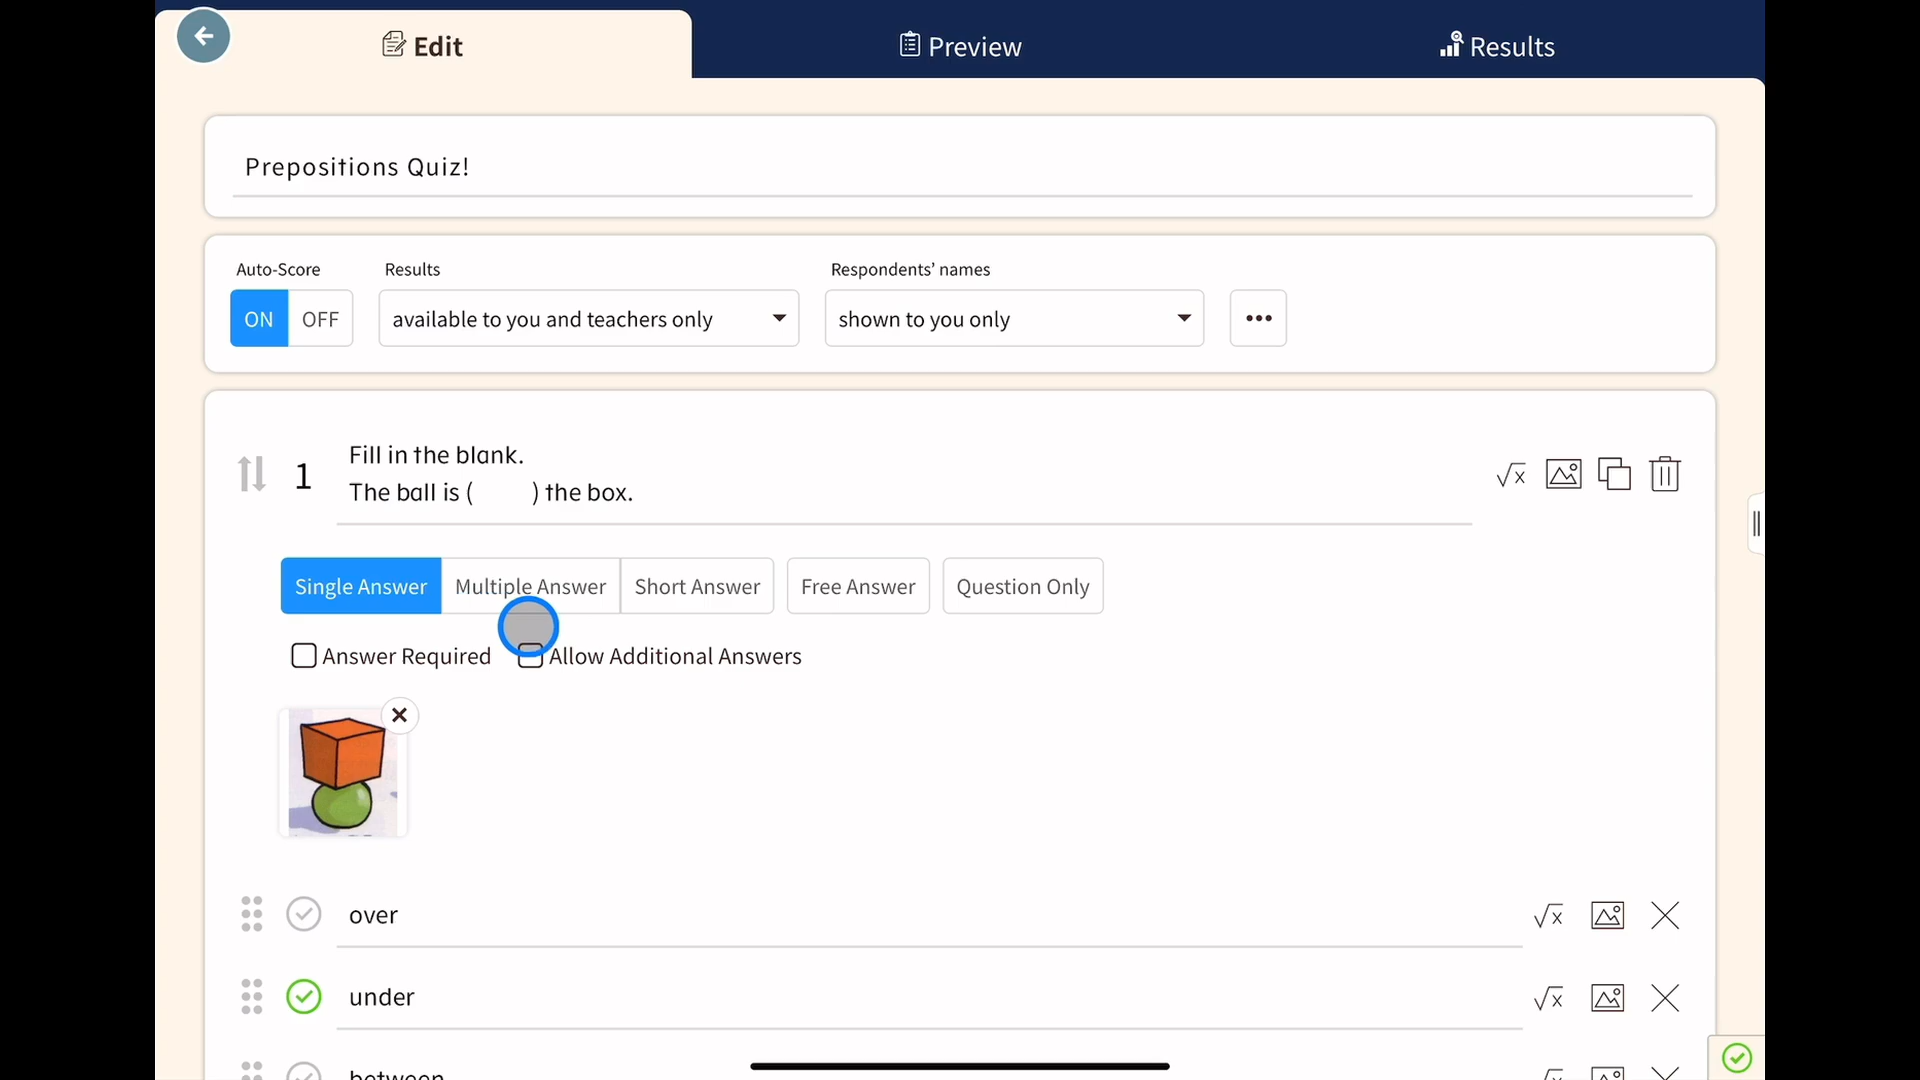 Edit
Preview
Results
Prepositions Quiz!
Auto-Score
Results
Respondents' names
ON
OFF
available to you and teachers only
shown to you only
1
Fill in the blank.
The ball is (        ) the box.
√x
Single Answer
Multiple Answer
Short Answer
Free Answer
Question Only
Answer Required
Allow Additional Answers
over
√x
under
√x
between